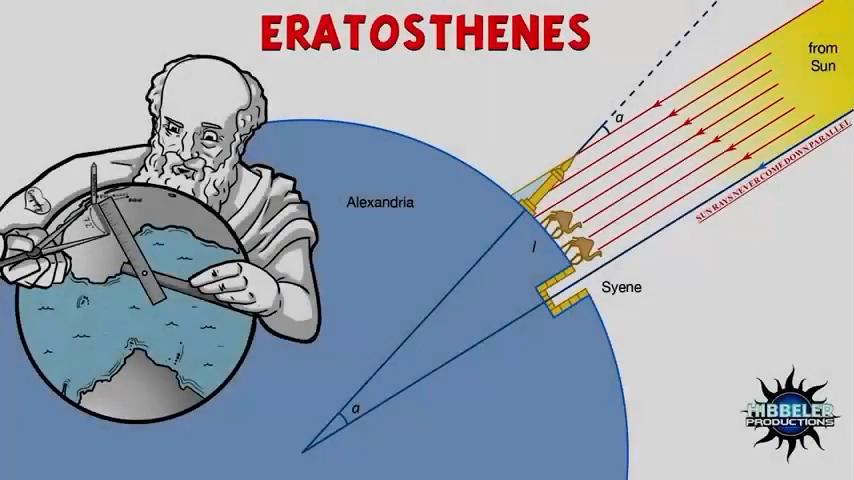 ERATOSTHENES
from
Sun
α
SUN RAYS NEVER COME DOWN PARALLEL
Alexandria
l
Syene
α
HIBBELER
PRODUCTIONS